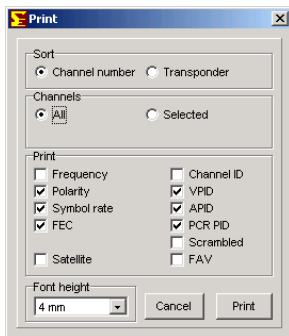 Print
Sort
Channel number Transponder
Channels
All Selected
Print
Frequency Channel ID
Polarity VPID
Symbol rate APID
FEC PCR PID
Scrambled
Satellite FAV
Font height
4 mm Cancel Print